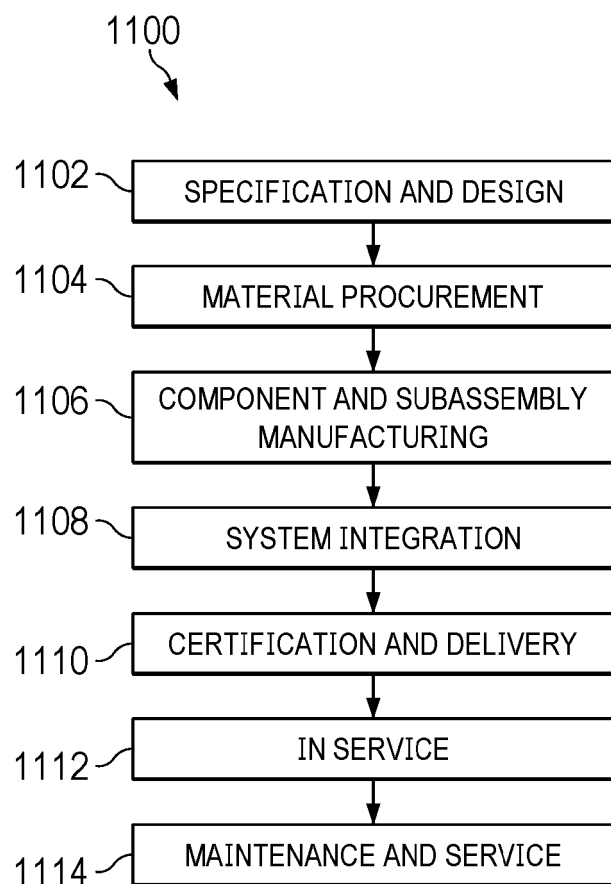 1100
1102
SPECIFICATION AND DESIGN
1104
MATERIAL PROCUREMENT
1106
COMPONENT AND SUBASSEMBLY
MANUFACTURING
1108
SYSTEM INTEGRATION
1110
CERTIFICATION AND DELIVERY
1112
IN SERVICE
1114
MAINTENANCE AND SERVICE